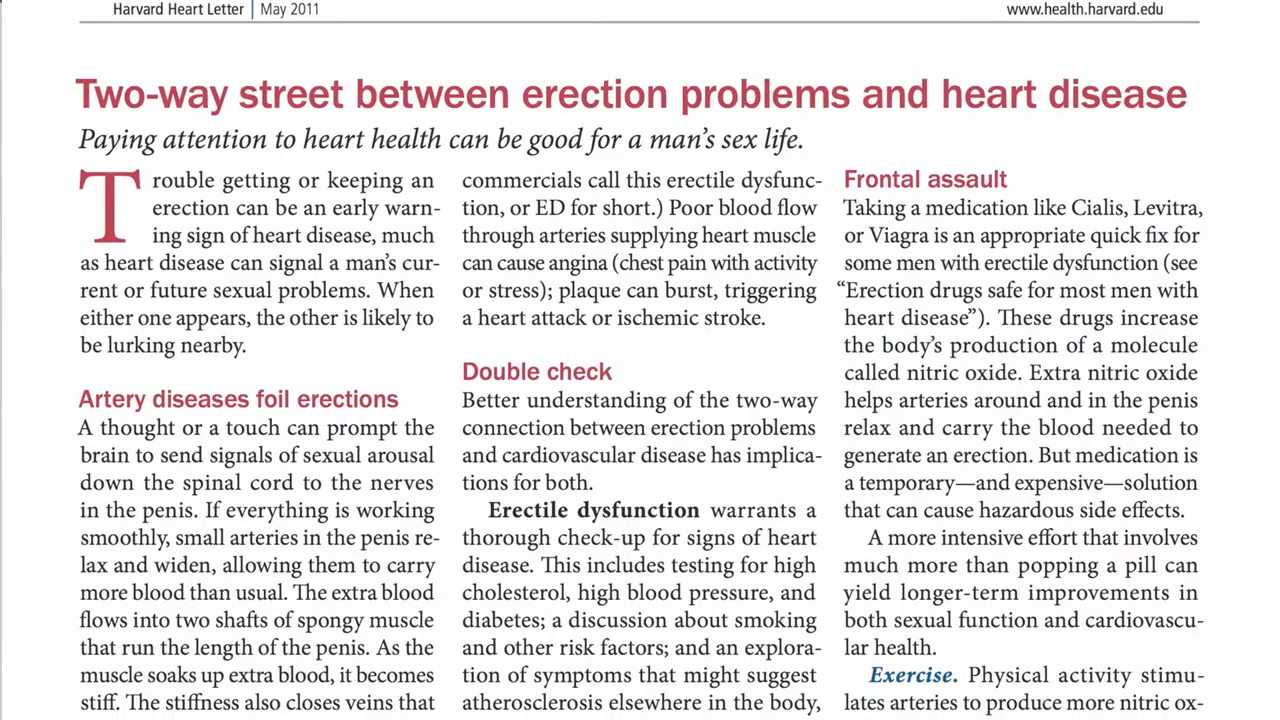 Harvard Heart Letter | May 2011
www.health.harvard.edu
Two-way street between erection problems and heart disease
Paying attention to heart health can be good for a man's sex life.
Trouble getting or keeping an
erection can be an early warn-
ing sign of heart disease, much
as heart disease can signal a man's cur-
rent or future sexual problems. When
either one appears, the other is likely to
be lurking nearby.
Artery diseases foil erections
A thought or a touch can prompt the
brain to send signals of sexual arousal
down the spinal cord to the nerves
in the penis. If everything is working
smoothly, small arteries in the penis re-
lax and widen, allowing them to carry
more blood than usual. The extra blood
flows into two shafts of spongy muscle
that run the length of the penis. As the
muscle soaks up extra blood, it becomes
stiff. The stiffness also closes veins that
commercials call this erectile dysfunc-
tion, or ED for short.) Poor blood flow
through arteries supplying heart muscle
can cause angina (chest pain with activity
or stress); plaque can burst, triggering
a heart attack or ischemic stroke.
Double check
Better understanding of the two-way
connection between erection problems
and cardiovascular disease has implica-
tions for both.
Erectile dysfunction warrants a
thorough check-up for signs of heart
disease. This includes testing for high
cholesterol, high blood pressure, and
diabetes; a discussion about smoking
and other risk factors; and an explora-
tion of symptoms that might suggest
atherosclerosis elsewhere in the body,
Frontal assault
Taking a medication like Cialis, Levitra,
or Viagra is an appropriate quick fix for
some men with erectile dysfunction (see
“Erection drugs safe for most men with
heart disease”). These drugs increase
the body's production of a molecule
called nitric oxide. Extra nitric oxide
helps arteries around and in the penis
relax and carry the blood needed to
generate an erection. But medication is
a temporary—and expensive—solution
that can cause hazardous side effects.
A more intensive effort that involves
much more than popping a pill can
yield longer-term improvements in
both sexual function and cardiovascu-
lar health.
Exercise. Physical activity stimu-
lates arteries to produce more nitric ox-